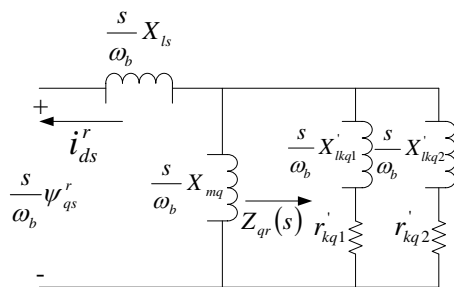 s/ω_b X_ls
+
i^r_ds
s/ω_b ψ^r_qs
-
s/ω_b X_mq
Z_qr(s)
s/ω_b X'_lkq1
r'_kq1
s/ω_b X'_lkq2
r'_kq2